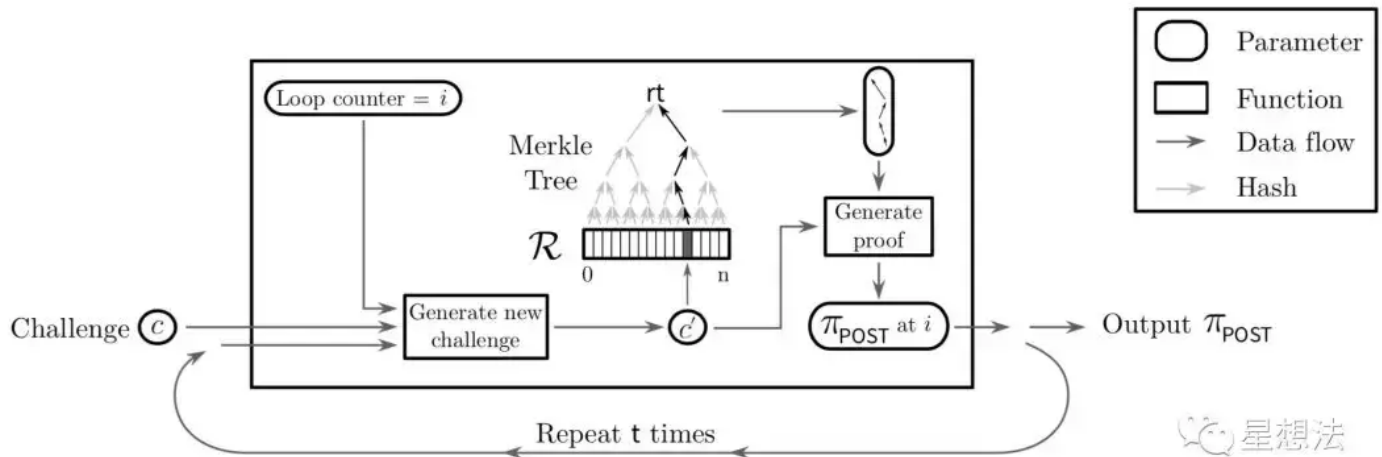 Loop counter = i
rt
Merkle
Tree
R
0
n
Generate
proof
Generate new
challenge
Challenge c
c'
π_POST at i
Output π_POST
Repeat t times
Parameter
Function
Data flow
Hash
星想法